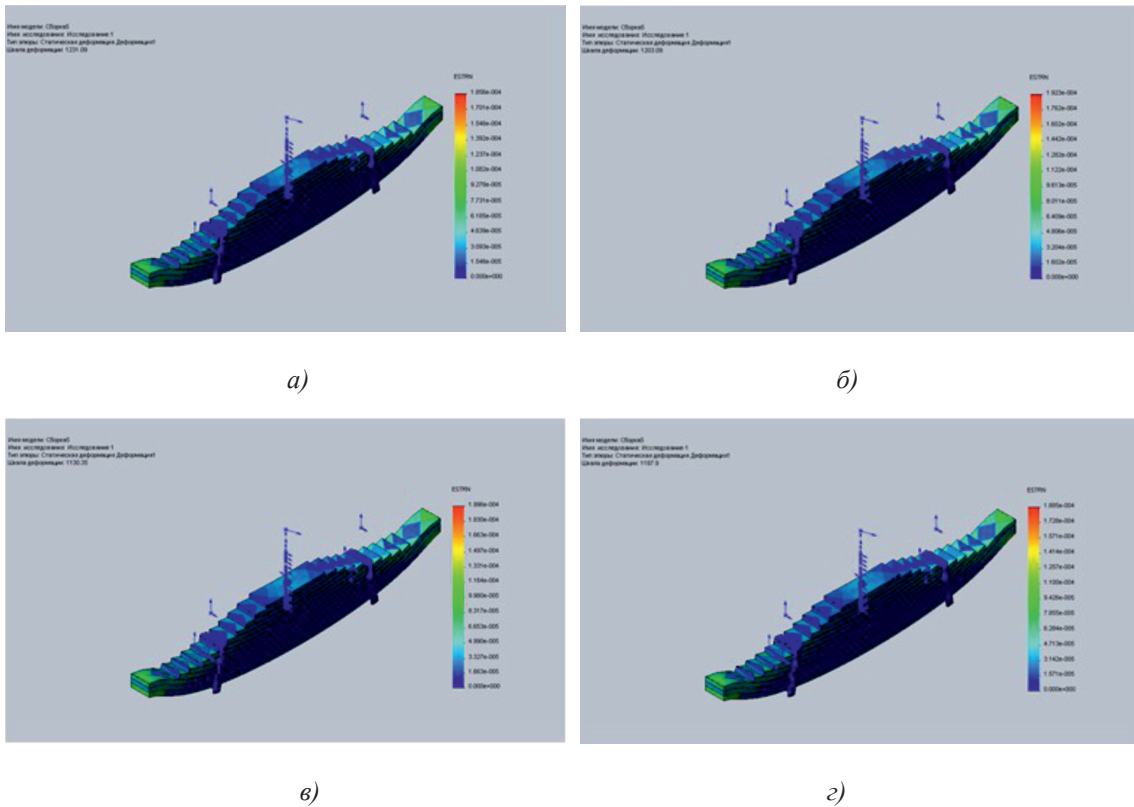 Имя модели: Сборка5
Имя исследования: Исследование 1
Тип эпюры: Статическая деформация Деформация1
Шкала деформации: 1231.09
ESTRN
1.856e-004
1.701e-004
1.546e-004
1.392e-004
1.237e-004
1.082e-004
9.278e-005
7.731e-005
6.185e-005
4.639e-005
3.093e-005
1.546e-005
0.000e+000
а)
Имя модели: Сборка5
Имя исследования: Исследование 1
Тип эпюры: Статическая деформация Деформация1
Шкала деформации: 1203.09
ESTRN
1.923e-004
1.762e-004
1.602e-004
1.442e-004
1.282e-004
1.122e-004
9.613e-005
8.011e-005
6.409e-005
4.806e-005
3.204e-005
1.602e-005
0.000e+000
б)
Имя модели: Сборка5
Имя исследования: Исследование 1
Тип эпюры: Статическая деформация Деформация1
Шкала деформации: 1130.35
ESTRN
1.996e-004
1.830e-004
1.663e-004
1.497e-004
1.331e-004
1.164e-004
9.980e-005
8.317e-005
6.653e-005
4.990e-005
3.327e-005
1.663e-005
0.000e+000
в)
Имя модели: Сборка5
Имя исследования: Исследование 1
Тип эпюры: Статическая деформация Деформация1
Шкала деформации: 1187.8
ESTRN
1.885e-004
1.728e-004
1.571e-004
1.414e-004
1.257e-004
1.100e-004
9.426e-005
7.855e-005
6.284e-005
4.713e-005
3.142e-005
1.571e-005
0.000e+000
г)